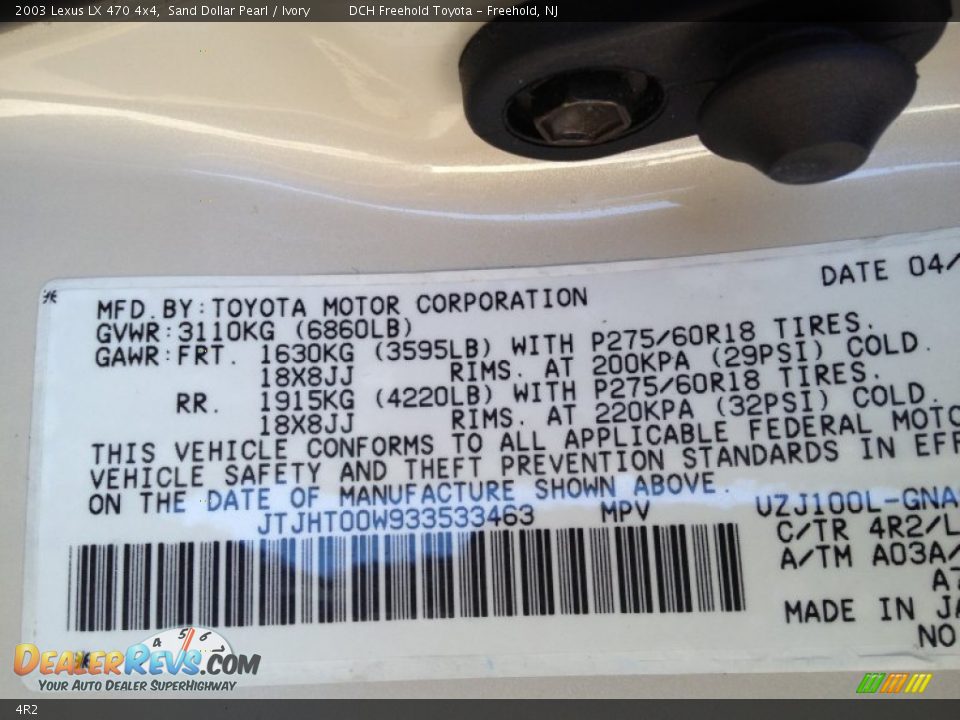 2003 Lexus LX 470 4x4, Sand Dollar Pearl / Ivory DCH Freehold Toyota - Freehold, NJ
DATE 04/
MFD.BY:TOYOTA MOTOR CORPORATION
GVWR:3110KG (6860LB)
GAWR:FRT. 1630KG (3595LB) WITH P275/60R18 TIRES.
18X8JJ RIMS. AT 200KPA (29PSI) COLD.
RR. 1915KG (4220LB) WITH P275/60R18 TIRES.
18X8JJ RIMS. AT 220KPA (32PSI) COLD.
THIS VEHICLE CONFORMS TO ALL APPLICABLE FEDERAL MOTO
VEHICLE SAFETY AND THEFT PREVENTION STANDARDS IN EFF
ON THE DATE OF MANUFACTURE SHOWN ABOVE.
JTJHT00W933533463 MPV UZJ100L-GNA
C/TR 4R2/L
A/TM A03A/
A7
MADE IN JA
NO
4 5 6 7
DealerRevs.com
Your Auto Dealer SuperHighway
4R2